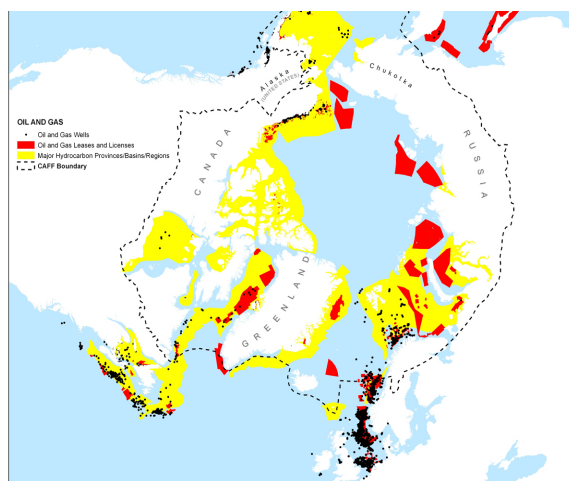 Alaska
(UNITED STATES)
Chukotka
OIL AND GAS
Oil and Gas Wells
Oil and Gas Leases and Licenses
Major Hydrocarbon Provinces/Basins/Regions
CAFF Boundary
CANADA
RUSSIA
GREENLAND